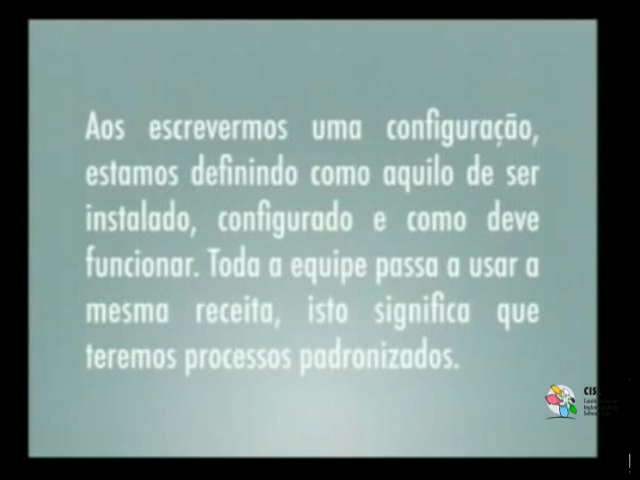 Aos escrevermos uma configuração,
estamos definindo como aquilo de ser
instalado, configurado e como deve
funcionar. Toda a equipe passa a usar a
mesma receita, isto significa que
teremos processos padronizados.
CIS